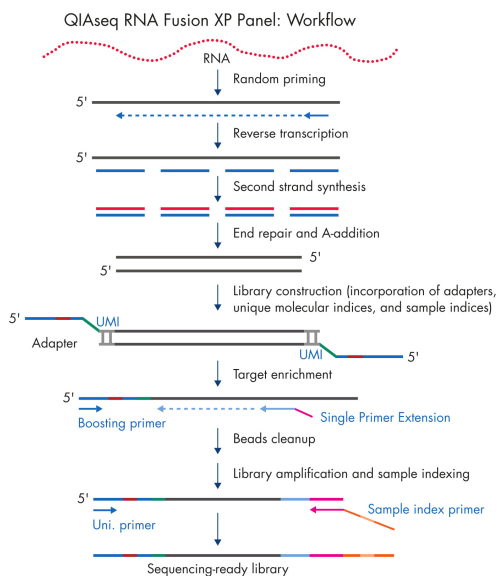 QIAseq RNA Fusion XP Panel: Workflow
RNA
Random priming
5'
Reverse transcription
5'
Second strand synthesis
End repair and A-addition
5'
5'
Library construction (incorporation of adapters,
unique molecular indices, and sample indices)
5'
UMI
Adapter
UMI
5'
Target enrichment
5'
Boosting primer
Single Primer Extension
Beads cleanup
Library amplification and sample indexing
5'
Uni. primer
Sample index primer
Sequencing-ready library